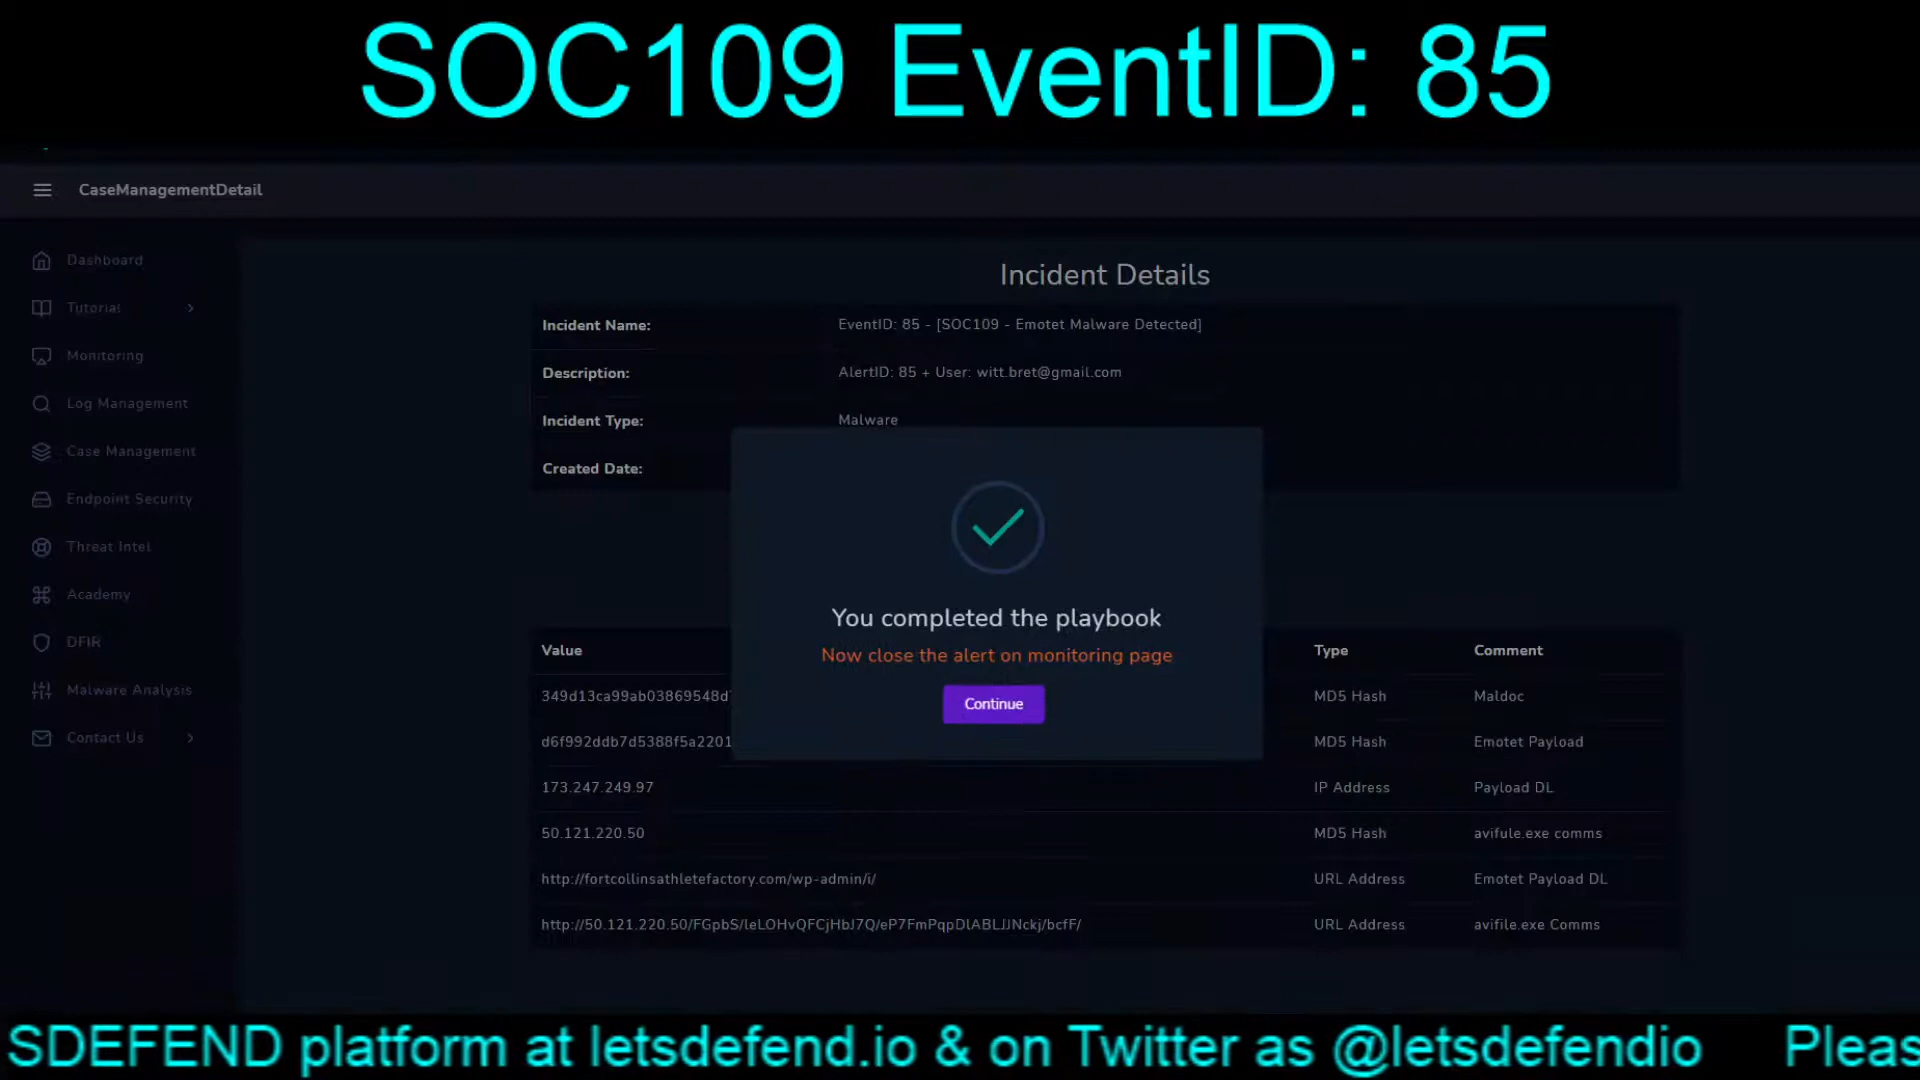 SOC109 EventID: 85
CaseManagementDetail
Dashboard
Tutorial
Monitoring
Log Management
Case Management
Endpoint Security
Threat Intel
Academy
DFIR
Malware Analysis
Contact Us
Incident Details
Incident Name: EventID: 85 - [SOC109 - Emotet Malware Detected]
Description: AlertID: 85 + User: witt.bret@gmail.com
Incident Type: Malware
Created Date:
You completed the playbook
Now close the alert on monitoring page
Continue
Value Type Comment
349d13ca99ab03869548d MD5 Hash Maldoc
d6f992ddb7d5388f5a2201 MD5 Hash Emotet Payload
173.247.249.97 IP Address Payload DL
50.121.220.50 MD5 Hash avifule.exe comms
http://fortcollinsathletefactory.com/wp-admin/i/ URL Address Emotet Payload DL
http://50.121.220.50/FGpbS/leLOHvQFCjHbJ7Q/eP7FmPqpDlABLJJNckj/bcfF/ URL Address avifile.exe Comms
SDEFEND platform at letsdefend.io & on Twitter as @letsdefendio Pleas